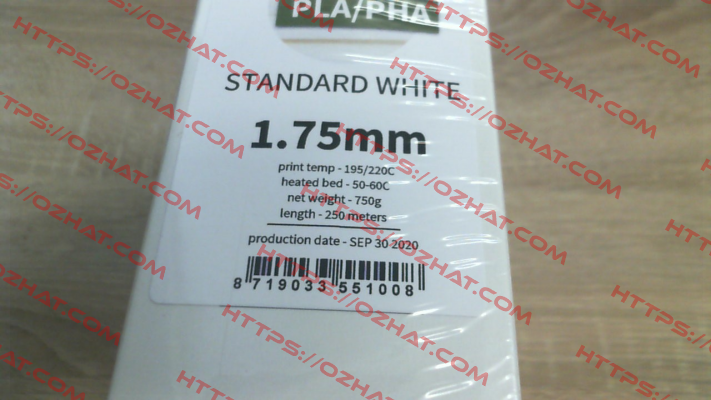 PLA/PHA
STANDARD WHITE
1.75mm
print temp - 195/220C
heated bed - 50-60C
net weight - 750g
length - 250 meters
production date - SEP 30 2020
8 719033 551008
HTTPS://OZHAT.COM